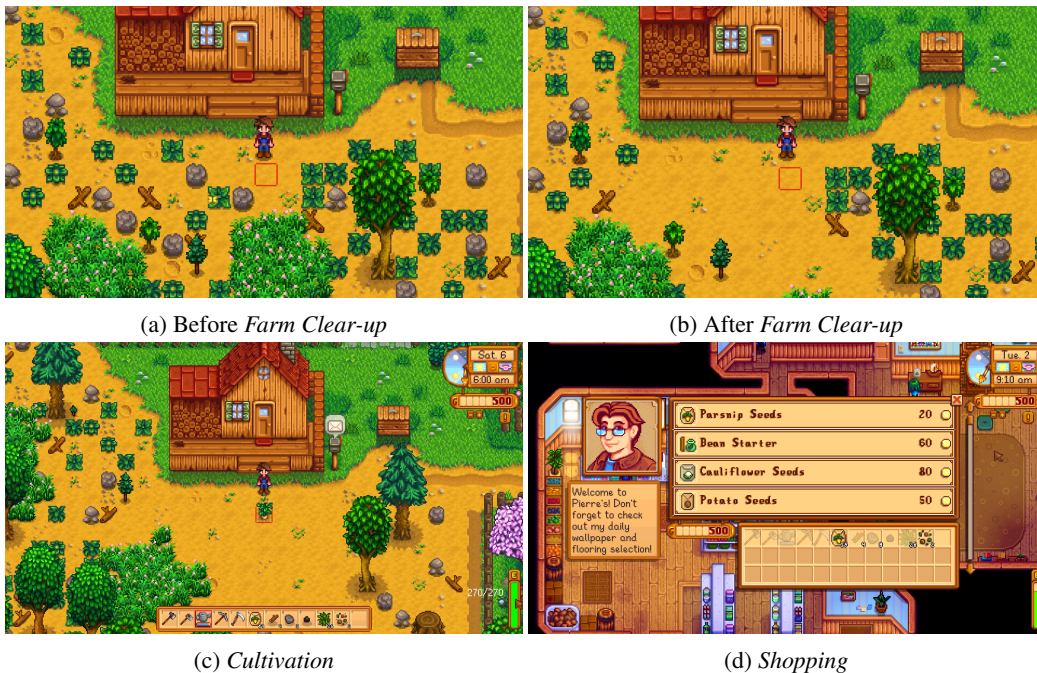 (a) Before Farm Clear-up
(b) After Farm Clear-up
Sat. 6
6:00 am
500
270/270
(c) Cultivation
Tue. 2
9:10 am
500
Parsnip Seeds 20
Bean Starter 60
Cauliflower Seeds 80
Potato Seeds 50
Welcome to
Pierre's! Don't
forget to check
out my daily
wallpaper and
flooring selection!
500
(d) Shopping